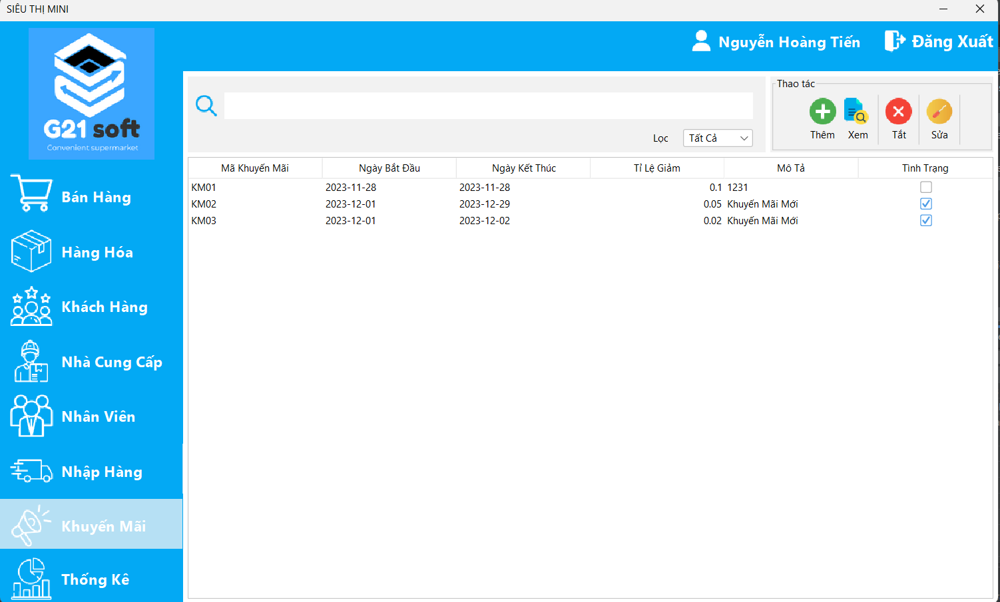 SIÊU THỊ MINI
G21 soft
Convenient supermarket
Nguyễn Hoàng Tiến
Đăng Xuất
Bán Hàng
Hàng Hóa
Khách Hàng
Nhà Cung Cấp
Nhân Viên
Nhập Hàng
Khuyến Mãi
Thống Kê
Lọc Tất Cả
Thao tác
Thêm Xem Tắt Sửa
Mã Khuyến Mãi Ngày Bắt Đầu Ngày Kết Thúc Tỉ Lệ Giảm Mô Tả Tình Trạng
KM01 2023-11-28 2023-11-28 0.1 1231
KM02 2023-12-01 2023-12-29 0.05 Khuyến Mãi Mới
KM03 2023-12-01 2023-12-02 0.02 Khuyến Mãi Mới